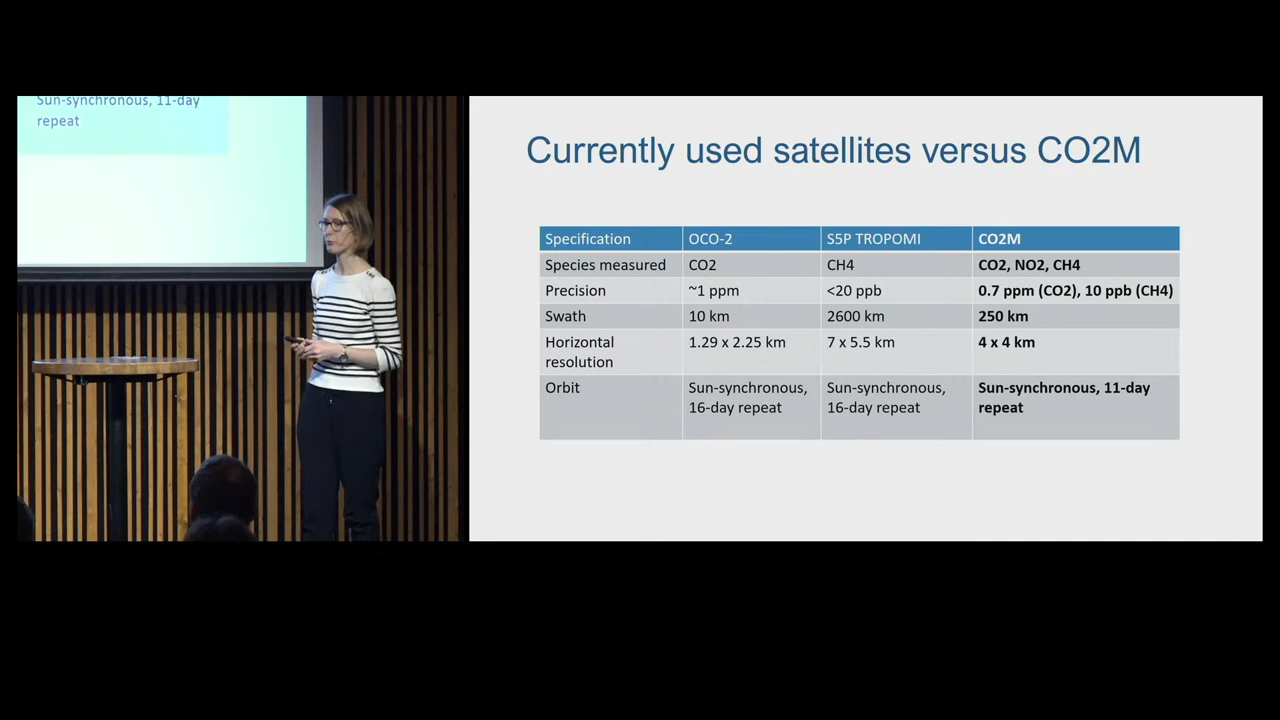 Sun-synchronous, 11-day
repeat
Currently used satellites versus CO2M
Specification OCO-2 S5P TROPOMI CO2M
Species measured CO2 CH4 CO2, NO2, CH4
Precision ~1 ppm <20 ppb 0.7 ppm (CO2), 10 ppb (CH4)
Swath 10 km 2600 km 250 km
Horizontal 1.29 x 2.25 km 7 x 5.5 km 4 x 4 km
resolution
Orbit Sun-synchronous, Sun-synchronous, Sun-synchronous, 11-day
16-day repeat 16-day repeat repeat